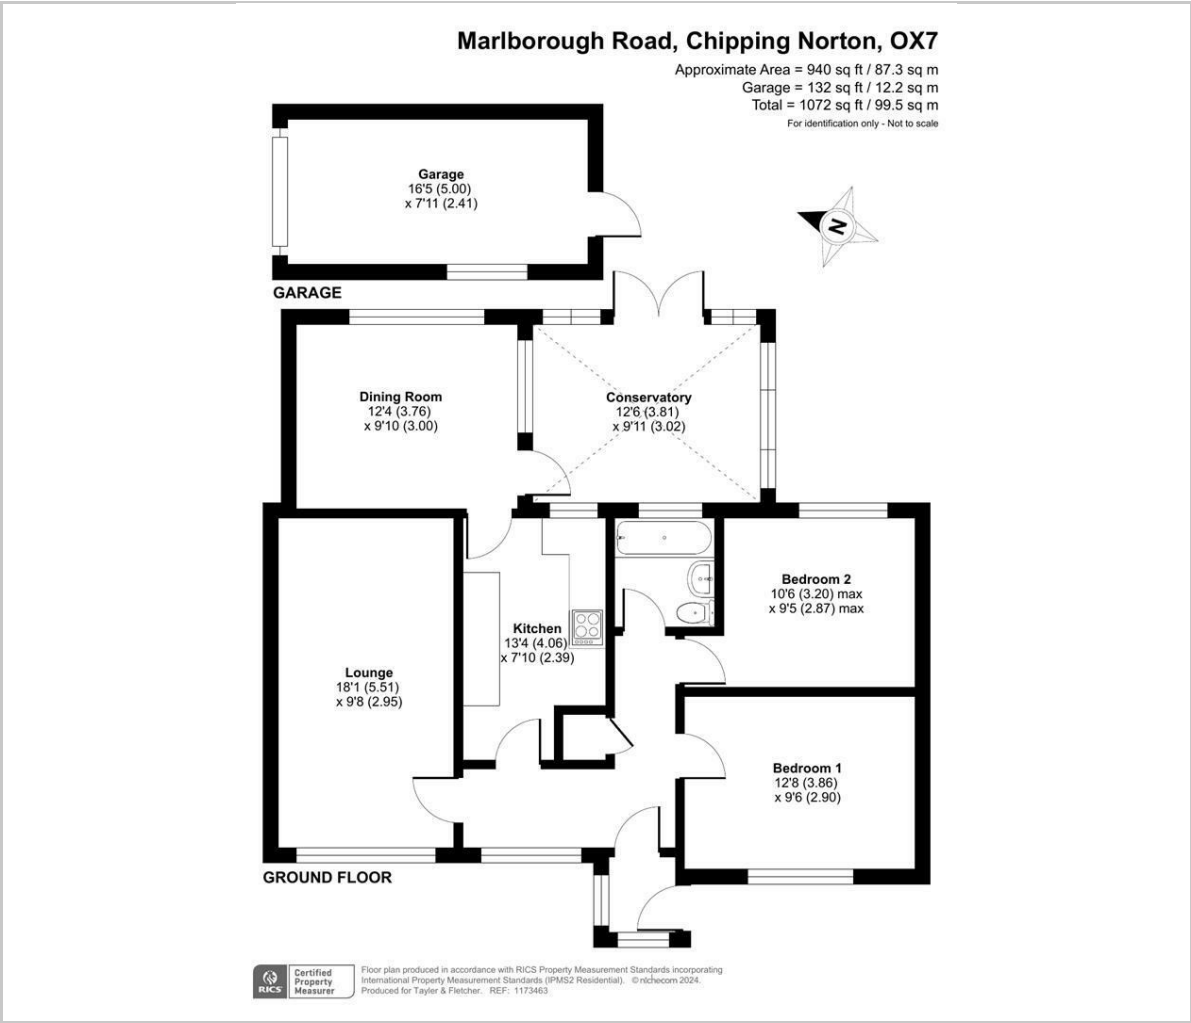 Marlborough Road, Chipping Norton, OX7
Approximate Area = 940 sq ft / 87.3 sq m
Garage = 132 sq ft / 12.2 sq m
Total = 1072 sq ft / 99.5 sq m
For identification only - Not to scale
Garage
16'5 (5.00)
x 7'11 (2.41)
N
GARAGE
Dining Room
12'4 (3.76)
x 9'10 (3.00)
Conservatory
12'6 (3.81)
x 9'11 (3.02)
Bedroom 2
10'6 (3.20) max
x 9'5 (2.87) max
Kitchen
13'4 (4.06)
x 7'10 (2.39)
Lounge
18'1 (5.51)
x 9'8 (2.95)
Bedroom 1
12'8 (3.86)
x 9'6 (2.90)
GROUND FLOOR
RICS
Certified
Property
Measurer
Floor plan produced in accordance with RICS Property Measurement Standards incorporating
International Property Measurement Standards (IPMS2 Residential). © nichecom 2024.
Produced for Tayler & Fletcher. REF: 1173463